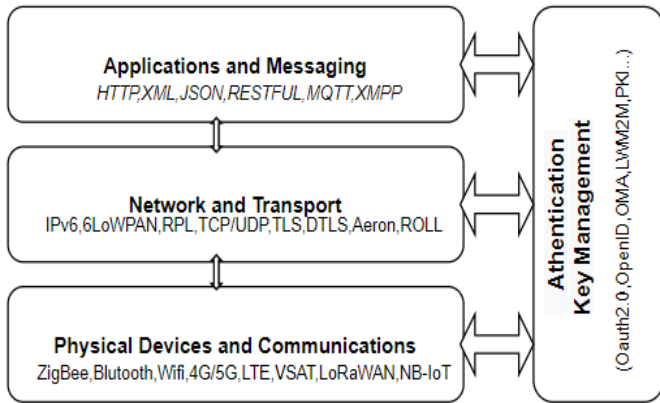 Applications and Messaging
HTTP,XML,JSON,RESTFUL,MQTT,XMPP
Network and Transport
IPv6,6LoWPAN,RPL,TCP/UDP,TLS,DTLS,Aeron,ROLL
Physical Devices and Communications
ZigBee,Blutooth,Wifi,4G/5G,LTE,VSAT,LoRaWAN,NB-IoT
Athentication
Key Management
(Oauth2.0,OpenID,OMA,LWM2M,PKI...)